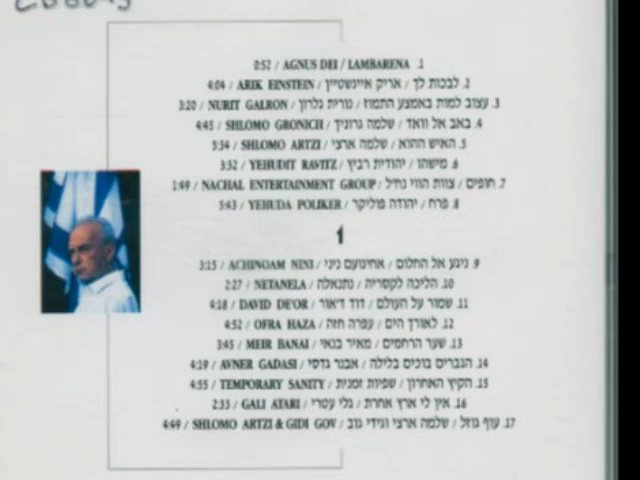 .1 AGNUS DEI / LAMBARENA / 0:52
.2 לבכות לך / אריק איינשטיין / ARIK EINSTEIN / 4:04
.3 עצוב למות באמצע התמוז / נורית גלרון / NURIT GALRON / 3:20
.4 באב אל וואד / שלמה גרוניך / SHLOMO GRONICH / 4:45
.5 האיש ההוא / שלמה ארצי / SHLOMO ARTZI / 5:34
.6 מישהו / יהודית רביץ / YEHUDIT RAVITZ / 3:32
.7 חופים / צוות הווי נח״ל / NACHAL ENTERTAINMENT GROUP / 1:49
.8 פרח / יהודה פוליקר / YEHUDA POLIKER / 5:43
1
.9 ניגע אל החלום / אחינועם ניני / ACHINOAM NINI / 3:15
.10 הליכה לקסריה / נתנאלה / NETANELA / 2:27
.11 שמור על העולם / דוד ד׳אור / DAVID DE'OR / 4:18
.12 לאורך הים / עפרה חזה / OFRA HAZA / 4:52
.13 שער הרחמים / מאיר בנאי / MEIR BANAI / 3:45
.14 הגברים בוכים בלילה / אבנר גדסי / AVNER GADASI / 4:19
.15 הקיץ האחרון / שפיות זמנית / TEMPORARY SANITY / 4:55
.16 אין לי ארץ אחרת / גלי עטרי / GALI ATARI / 2:33
.17 עוף גוזל / שלמה ארצי וגידי גוב / SHLOMO ARTZI & GIDI GOV / 4:49